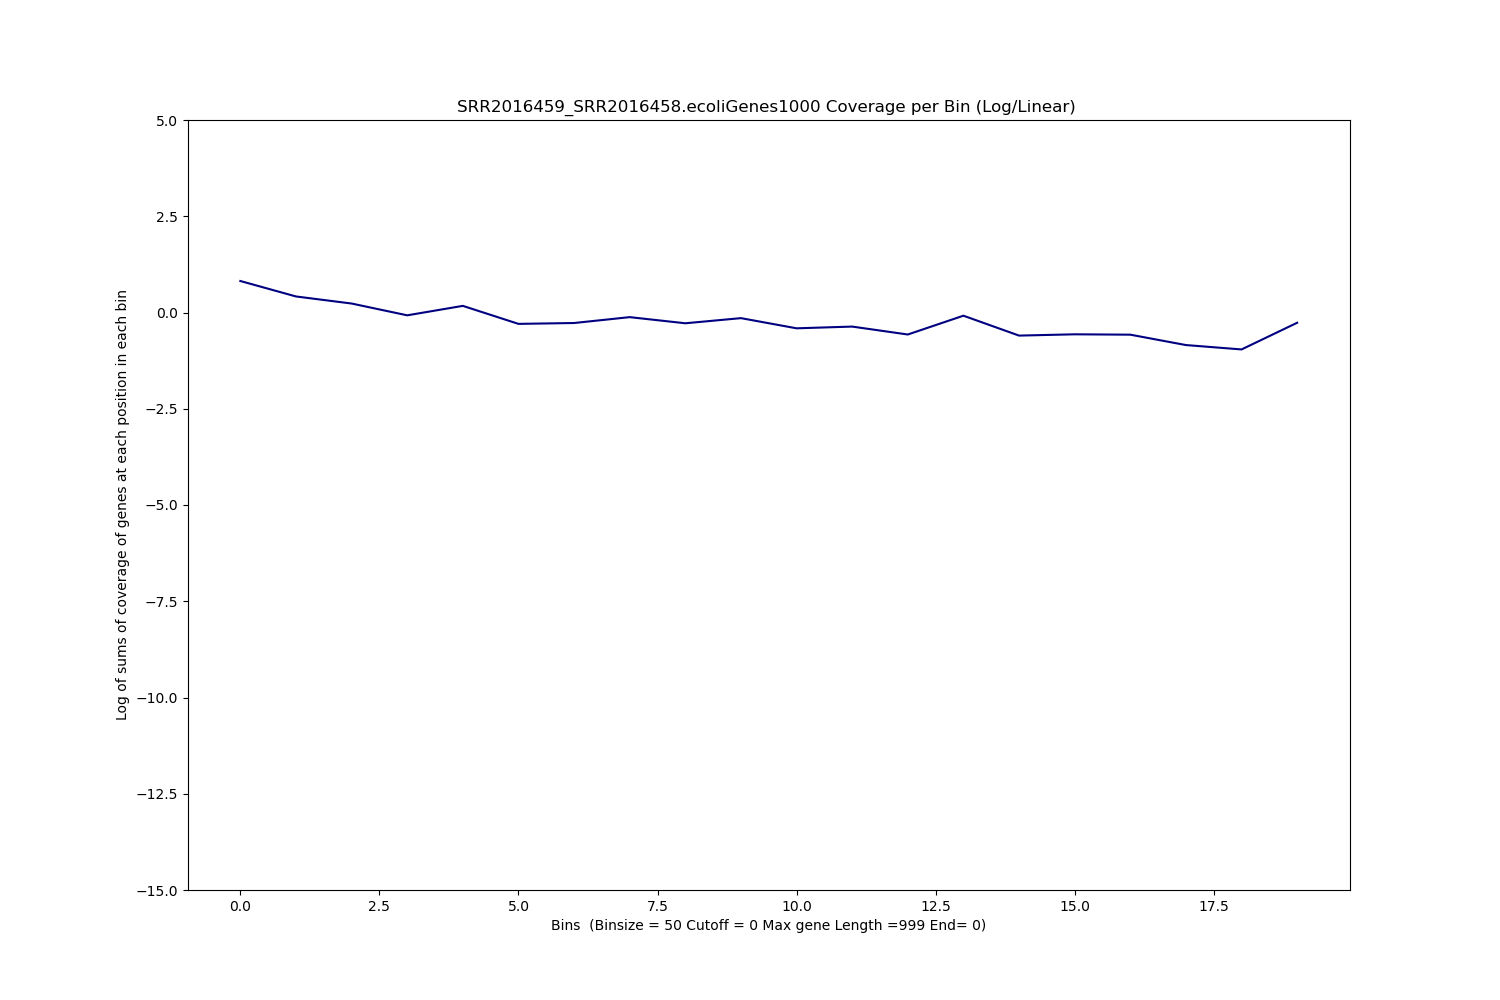 SRR2016459_SRR2016458.ecoliGenes1000 Coverage per Bin (Log/Linear)
Log of sums of coverage of genes at each position in each bin
5.0
2.5
0.0
−2.5
−5.0
−7.5
−10.0
−12.5
−15.0
0.0 2.5 5.0 7.5 10.0 12.5 15.0 17.5
Bins  (Binsize = 50 Cutoff = 0 Max gene Length =999 End= 0)